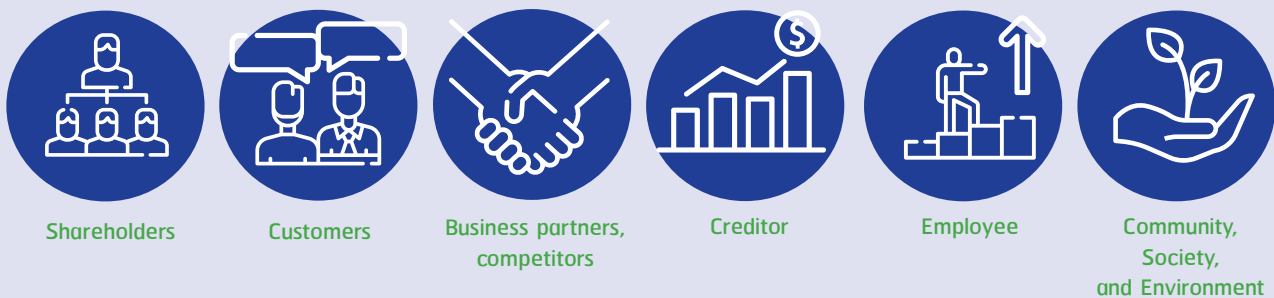 $
Shareholders
Customers
Business partners,
competitors
Creditor
Employee
Community,
Society,
and Environment